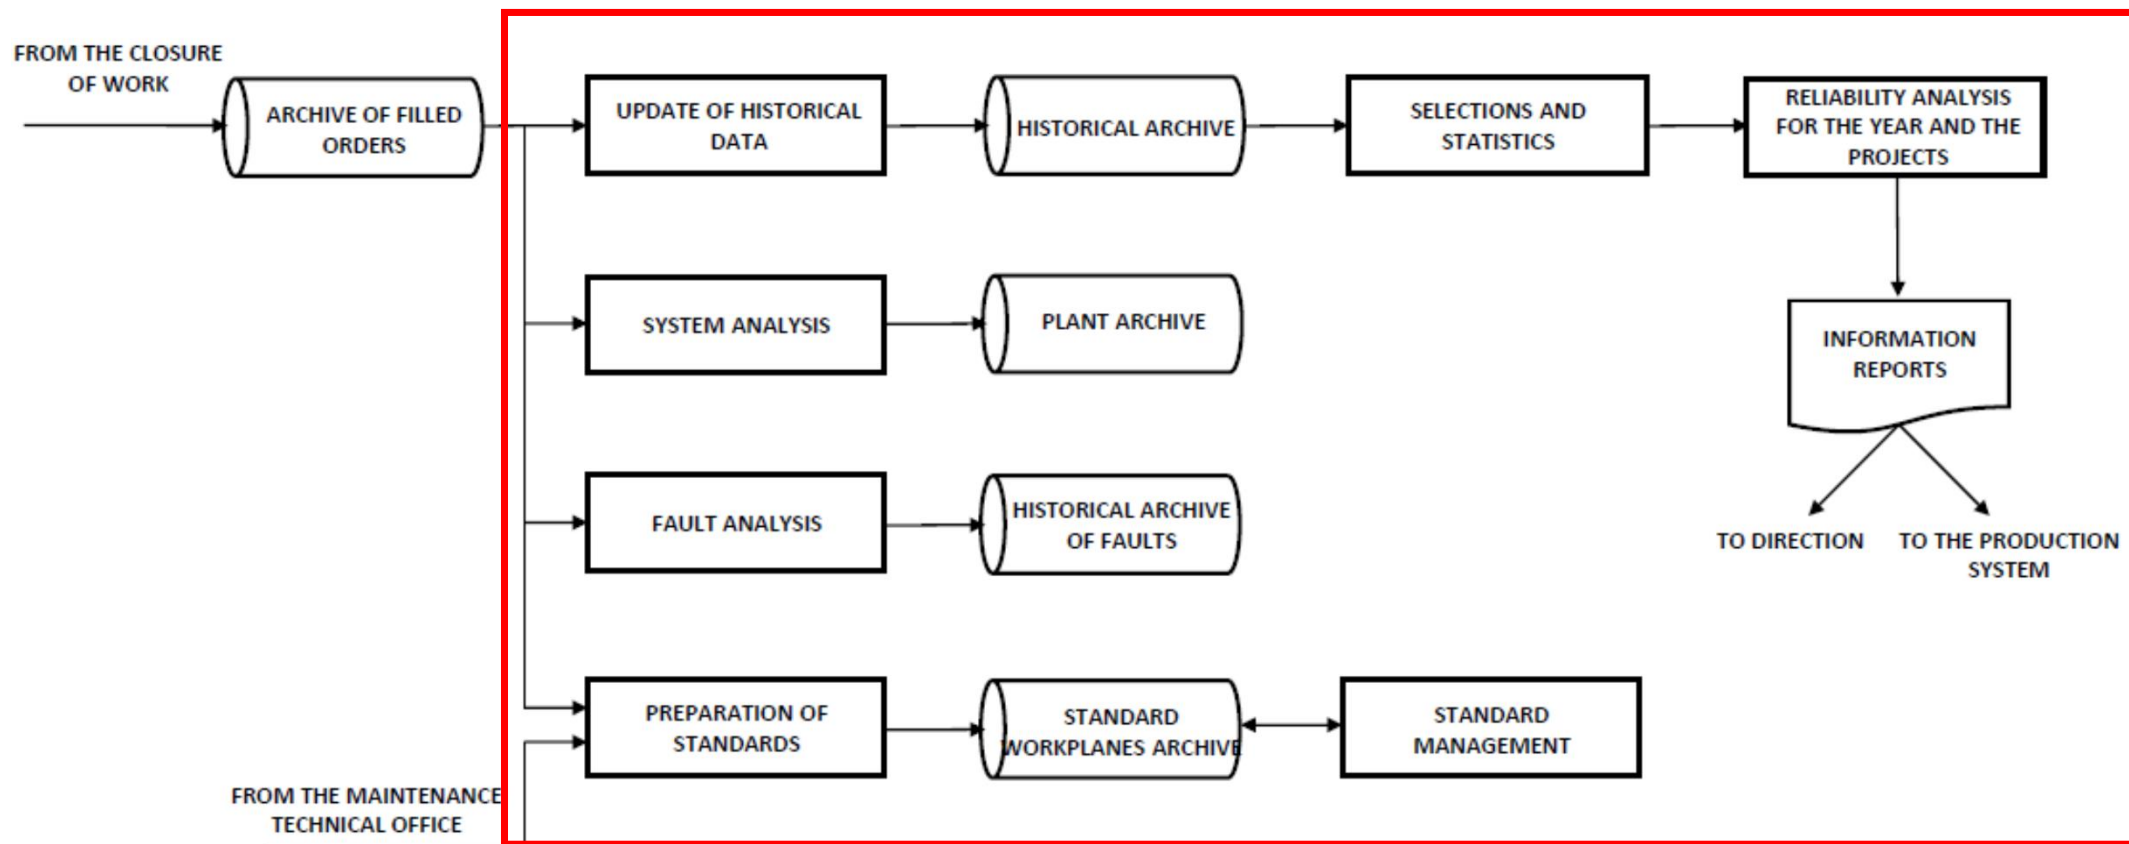 FROM THE CLOSURE
OF WORK
ARCHIVE OF FILLED
ORDERS
UPDATE OF HISTORICAL
DATA
HISTORICAL ARCHIVE
SELECTIONS AND
STATISTICS
RELIABILITY ANALYSIS
FOR THE YEAR AND THE
PROJECTS
SYSTEM ANALYSIS
PLANT ARCHIVE
INFORMATION
REPORTS
FAULT ANALYSIS
HISTORICAL ARCHIVE
OF FAULTS
TO DIRECTION
TO THE PRODUCTION
SYSTEM
PREPARATION OF
STANDARDS
STANDARD
WORKPLANES ARCHIVE
STANDARD
MANAGEMENT
FROM THE MAINTENANCE
TECHNICAL OFFICE